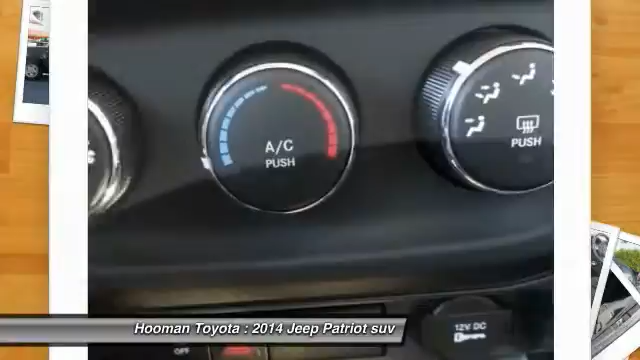 A/C
PUSH
PUSH
12V DC
OFF
Hooman Toyota : 2014 Jeep Patriot suv